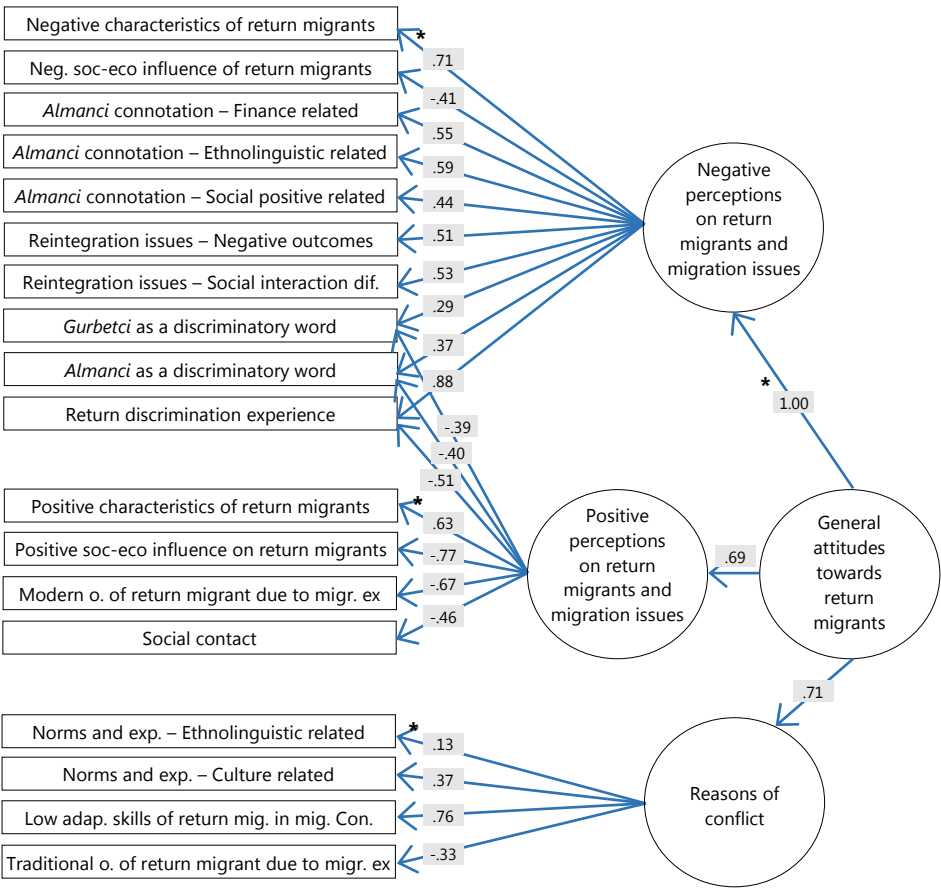 Negative characteristics of return migrants
Neg. soc-eco influence of return migrants
Almanci connotation – Finance related
Almanci connotation – Ethnolinguistic related
Almanci connotation – Social positive related
Reintegration issues – Negative outcomes
Reintegration issues – Social interaction dif.
Gurbetci as a discriminatory word
Almanci as a discriminatory word
Return discrimination experience
*
.71
-.41
.55
.59
.44
.51
.53
.29
.37
.88
-.39
-.40
-.51
Negative
perceptions
on return
migrants and
migration issues
*
1.00
Positive characteristics of return migrants
Positive soc-eco influence on return migrants
Modern o. of return migrant due to migr. ex
Social contact
*
.63
-.77
-.67
-.46
Positive
perceptions
on return
migrants and
migration issues
.69
General
attitudes
towards
return
migrants
.71
Norms and exp. – Ethnolinguistic related
Norms and exp. – Culture related
Low adap. skills of return mig. in mig. Con.
Traditional o. of return migrant due to migr. ex
*
.13
.37
.76
-.33
Reasons of
conflict